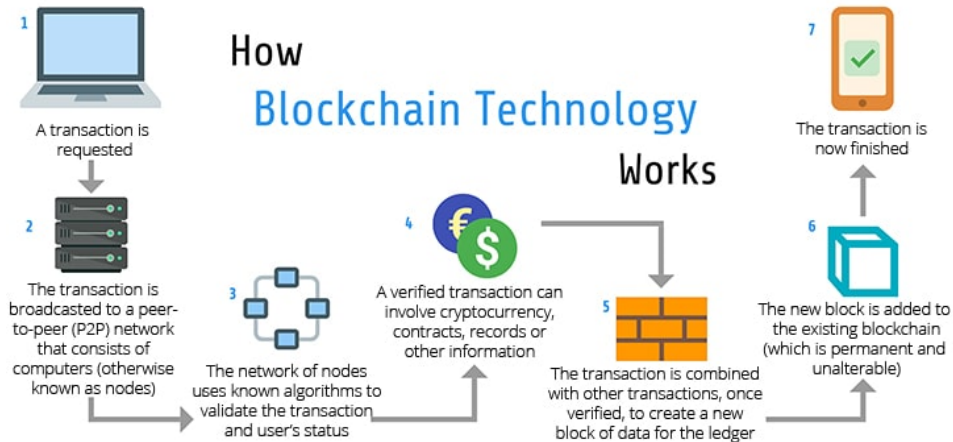 How
Blockchain Technology
Works
1
A transaction is
requested
2
The transaction is
broadcasted to a peer-
to-peer (P2P) network
that consists of
computers (otherwise
known as nodes)
3
The network of nodes
uses known algorithms to
validate the transaction
and user's status
4
€
$
A verified transaction can
involve cryptocurrency,
contracts, records or
other information
5
The transaction is combined
with other transactions, once
verified, to create a new
block of data for the ledger
6
The new block is added to
the existing blockchain
(which is permanent and
unalterable)
7
The transaction is
now finished